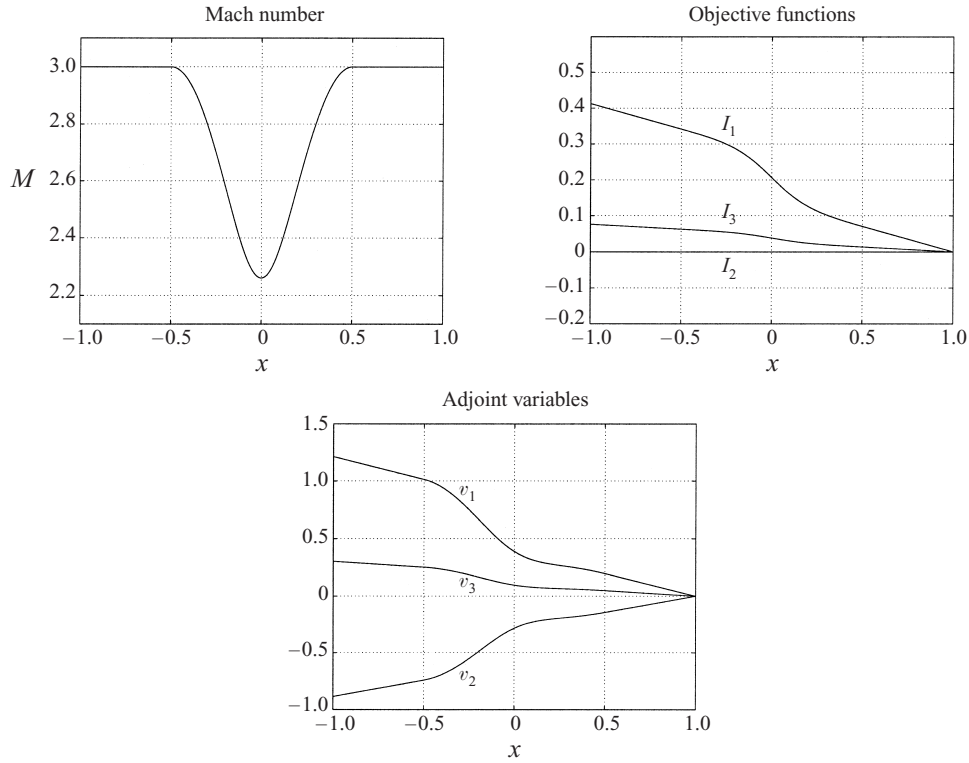 Mach number
3.0
2.8
M
2.6
2.4
2.2
−1.0 −0.5 0 0.5 1.0
x
Objective functions
0.5
0.4
0.3
0.2
0.1
0
−0.1
−0.2
I1
I3
I2
−1.0 −0.5 0 0.5 1.0
x
Adjoint variables
1.5
1.0
0.5
0
−0.5
−1.0
v1
v3
v2
−1.0 −0.5 0 0.5 1.0
x